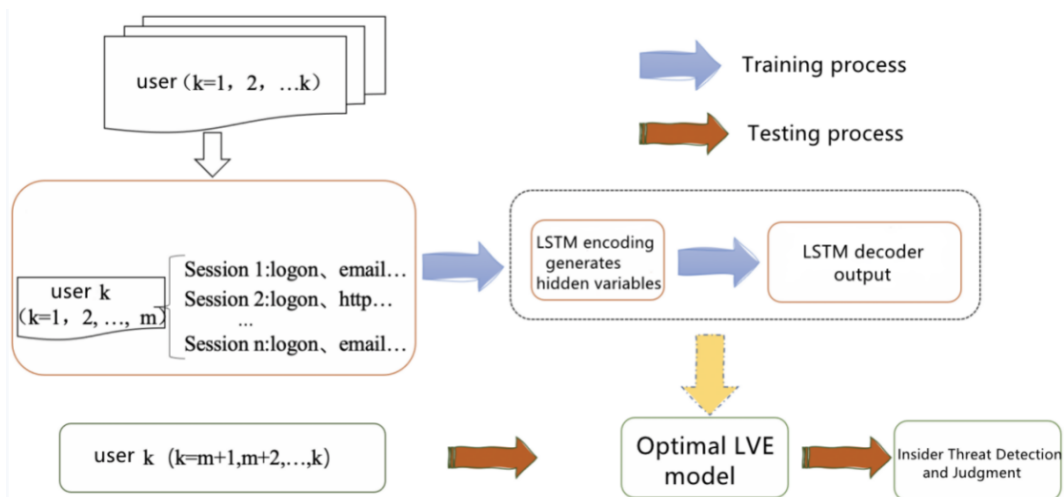 user（k=1，2，…k）
Training process
Testing process
user k
（k=1，2,…, m）
Session 1:logon、email…
Session 2:logon、http…
...
Session n:logon、email…
LSTM encoding
generates
hidden variables
LSTM decoder
output
user k（k=m+1,m+2,…,k）
Optimal LVE
model
Insider Threat Detection
and Judgment